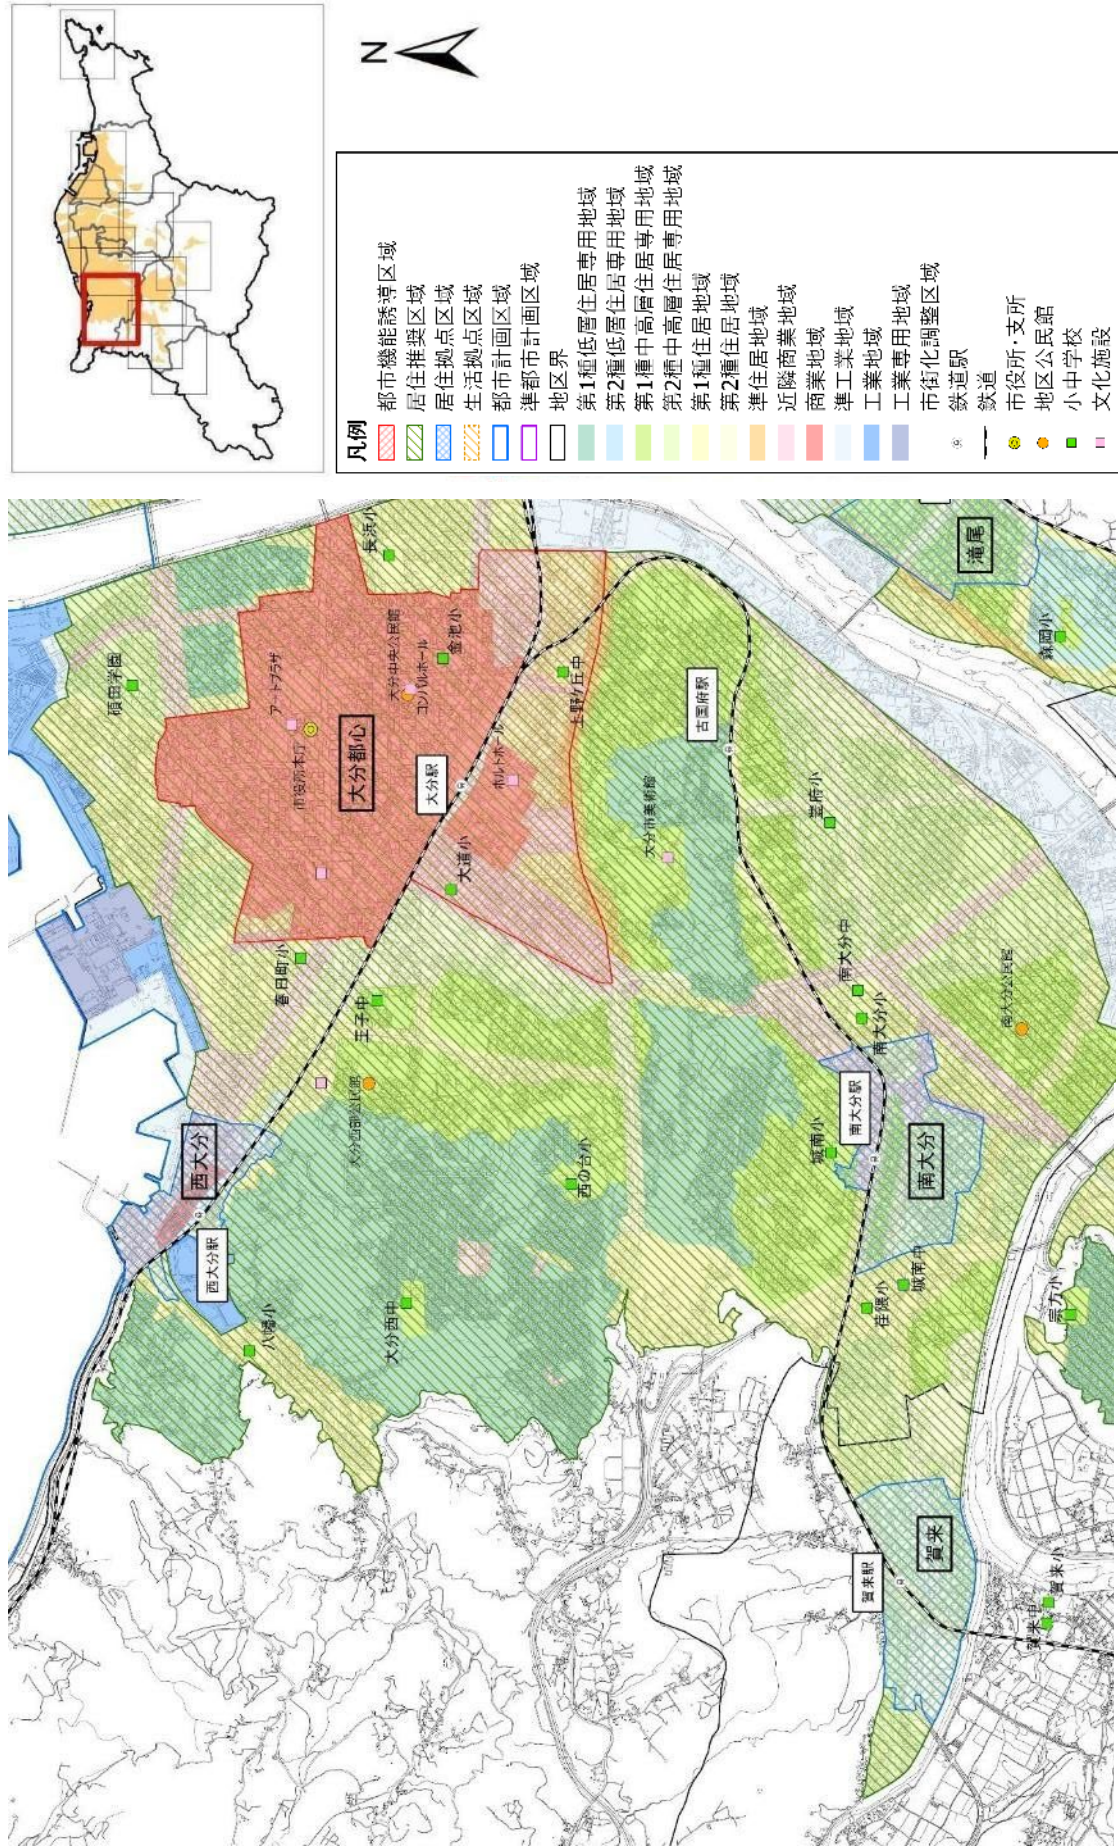 N
凡例
都市機能誘導区域
居住推奨区域
居住拠点区域
生活拠点区域
都市計画区域
準都市計画区域
地区界
第1種低層住居専用地域
第2種低層住居専用地域
第1種中高層住居専用地域
第2種中高層住居専用地域
第1種住居地域
第2種住居地域
準住居地域
近隣商業地域
商業地域
準工業地域
工業地域
工業専用地域
市街化調整区域
鉄道駅
鉄道
市役所・支所
地区公民館
小中学校
文化施設
西大分
西大分駅
八幡小
春日町小
王子中
大分西部公民館
大分西中
西の台小
碩田学園
アートプラザ
市役所本庁
大分都心
大分中央公民館
コンパルホール
金池小
長浜小
大分駅
ホルトホール
大道小
上野ケ丘中
大分市美術館
古国府駅
豊府小
南大分中
南大分小
南大分公民館
南大分駅
城南小
南大分
荏隈小
城南中
宗方小
賀来駅
賀来
賀来中
賀来小
滝尾
森岡小